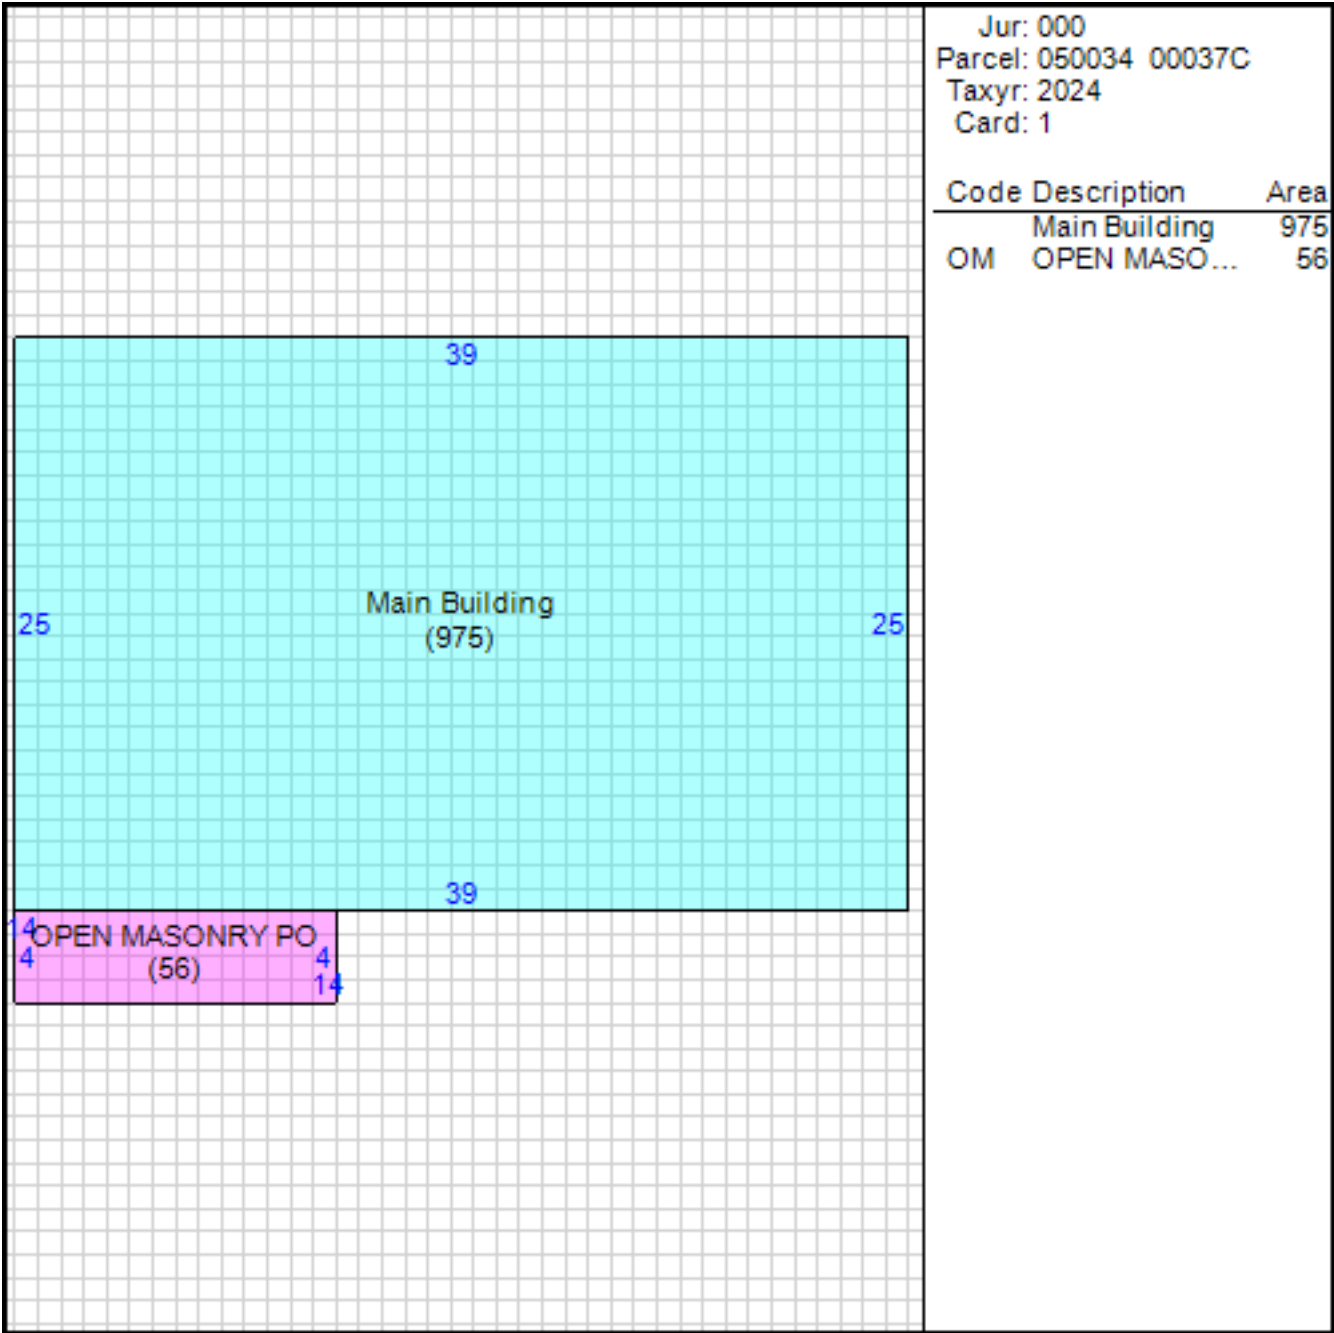 Jur: 000
Parcel: 050034 00037C
Taxyr: 2024
Card: 1
Code Description Area
Main Building 975
OM OPEN MASO... 56
39
Main Building
25 25
(975)
39
14
OPEN MASONRY PO
4 4
(56)
14